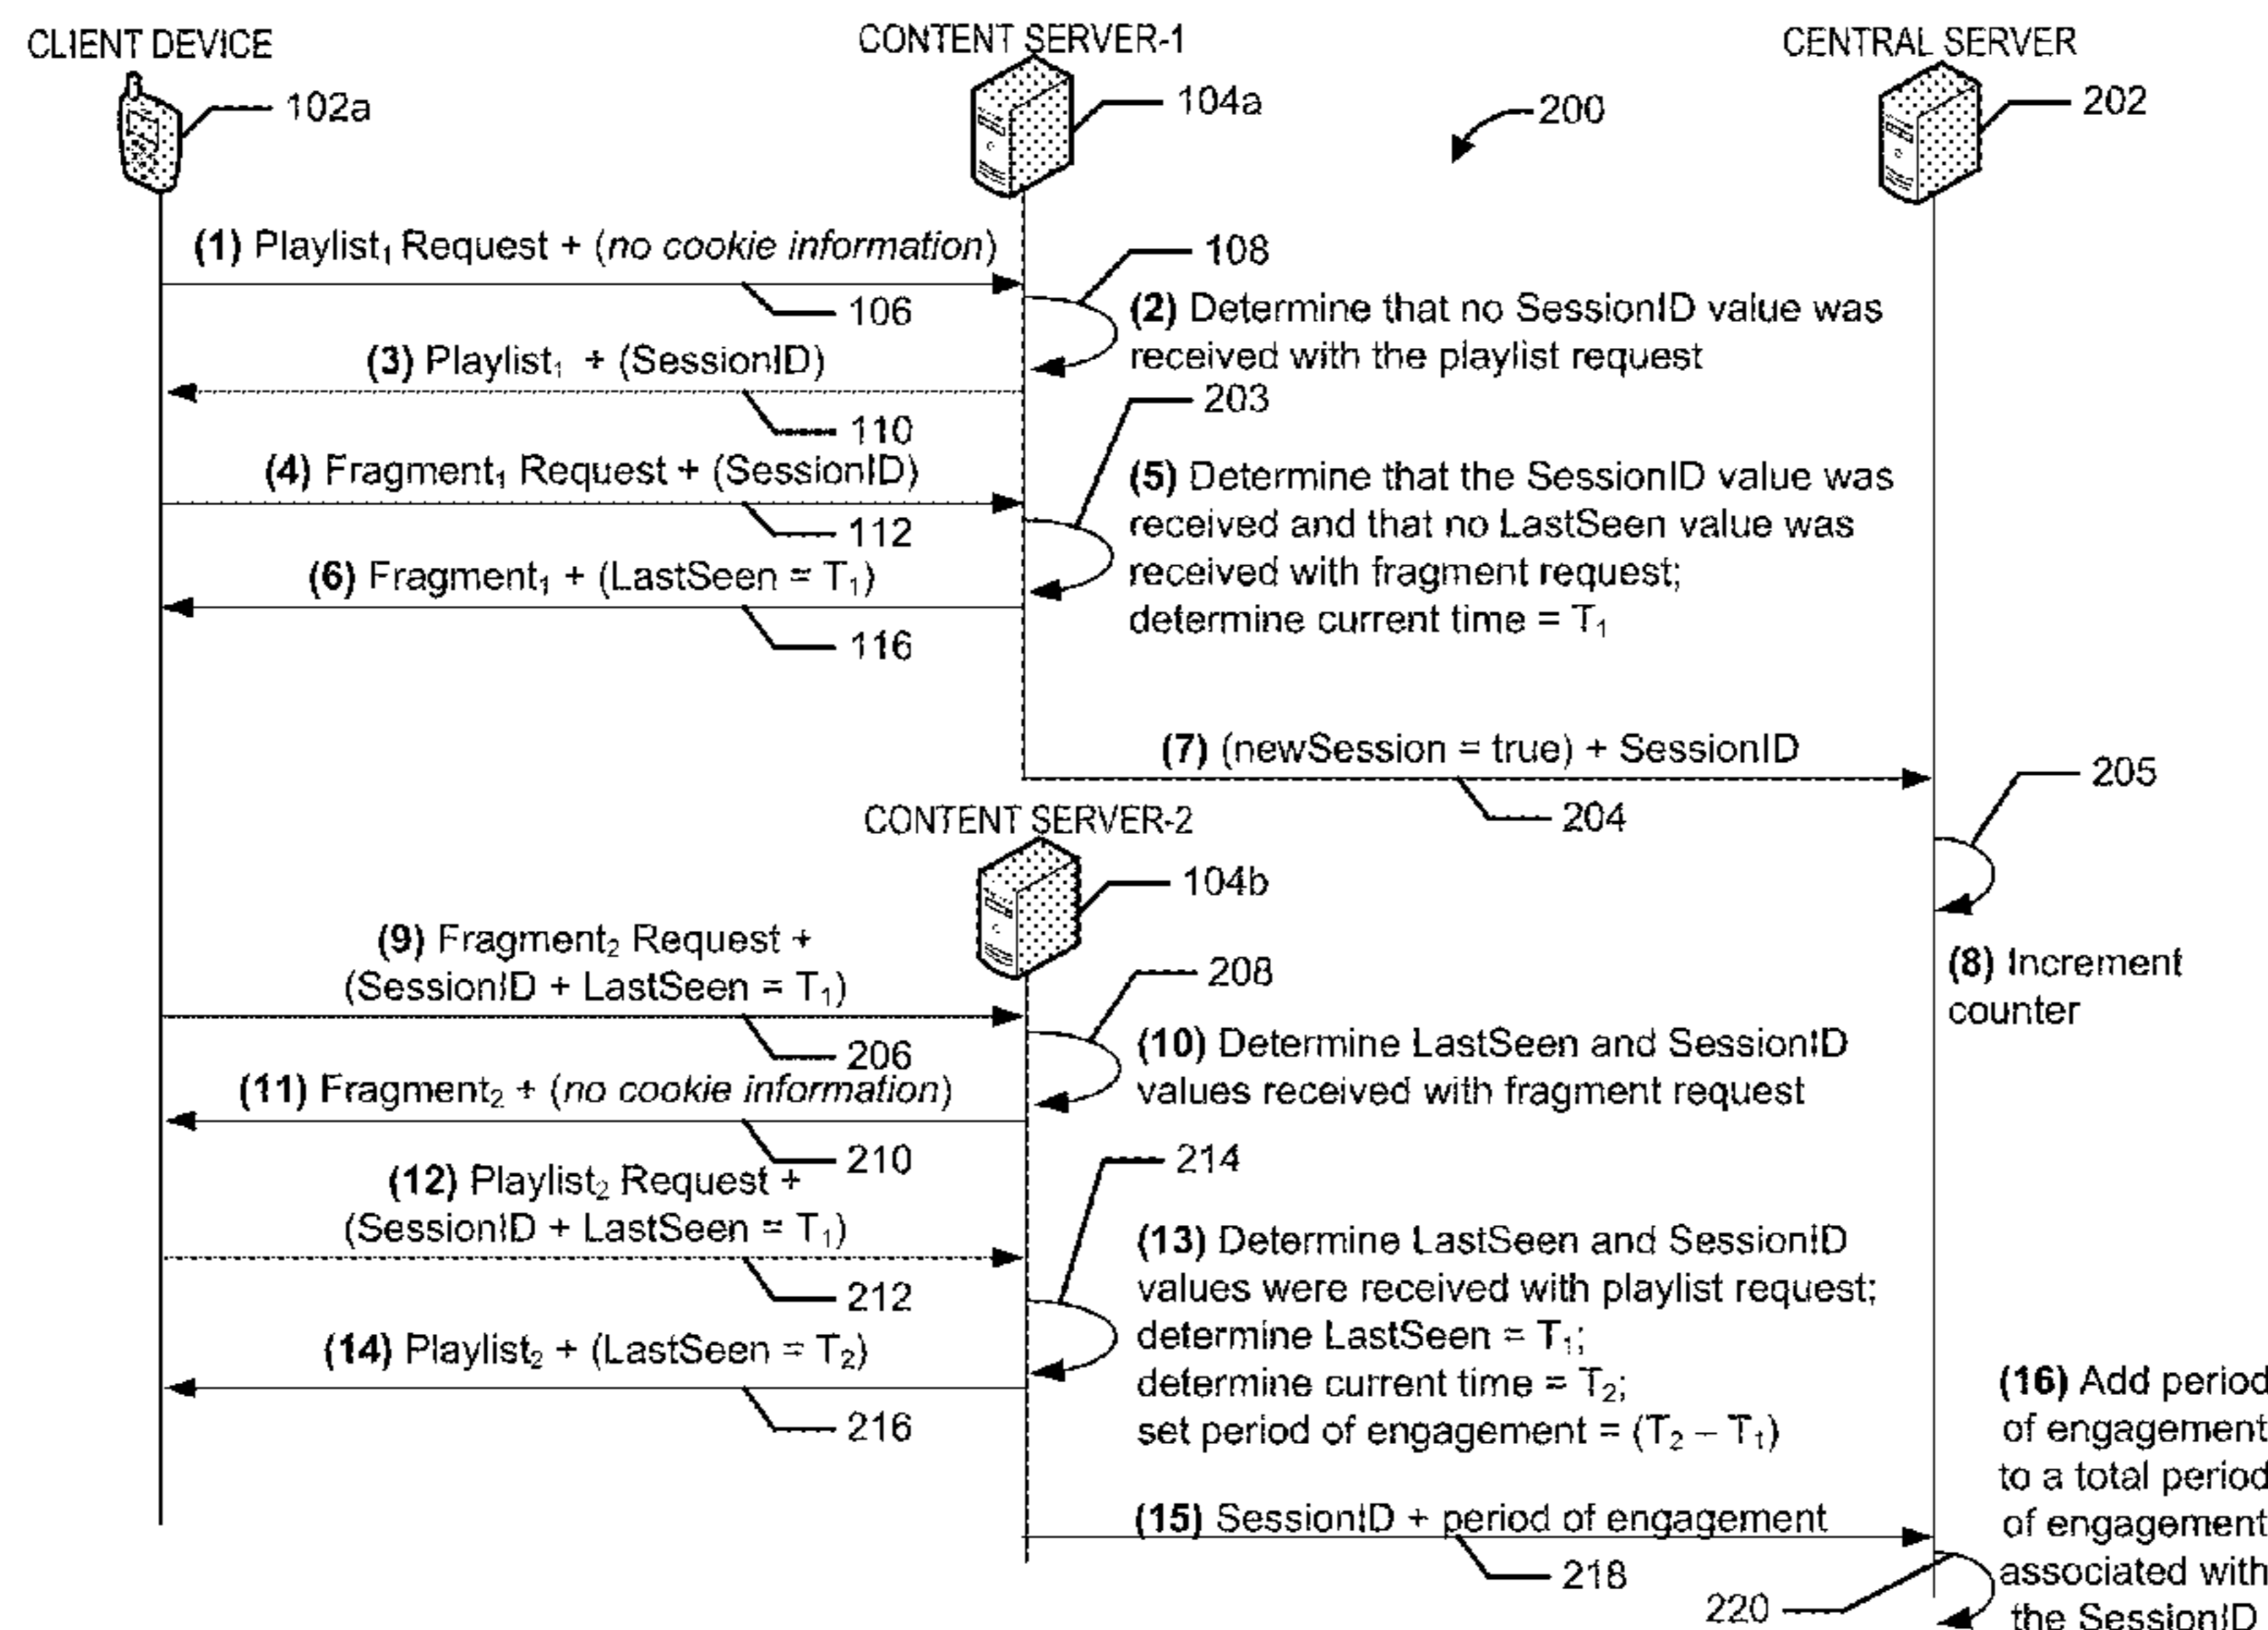 CLIENT DEVICE
CONTENT SERVER-1
CENTRAL SERVER
102a
104a
200
202
(1) Playlist₁ Request + (no cookie information)
106
108
(2) Determine that no SessionID value was
received with the playlist request
(3) Playlist₁ + (SessionID)
110
203
(4) Fragment₁ Request + (SessionID)
112
(5) Determine that the SessionID value was
received and that no LastSeen value was
received with fragment request;
determine current time = T₁
(6) Fragment₁ + (LastSeen = T₁)
116
(7) (newSession = true) + SessionID
204
205
(8) Increment
counter
CONTENT SERVER-2
104b
(9) Fragment₂ Request +
(SessionID + LastSeen = T₁)
206
208
(10) Determine LastSeen and SessionID
values received with fragment request
(11) Fragment₂ + (no cookie information)
210
(12) Playlist₂ Request +
(SessionID + LastSeen = T₁)
212
214
(13) Determine LastSeen and SessionID
values were received with playlist request;
determine LastSeen = T₁;
determine current time = T₂;
set period of engagement = (T₂ – T₁)
(14) Playlist₂ + (LastSeen = T₂)
216
(15) SessionID + period of engagement
218
(16) Add period
of engagement
to a total period
of engagement
associated with
the SessionID
220